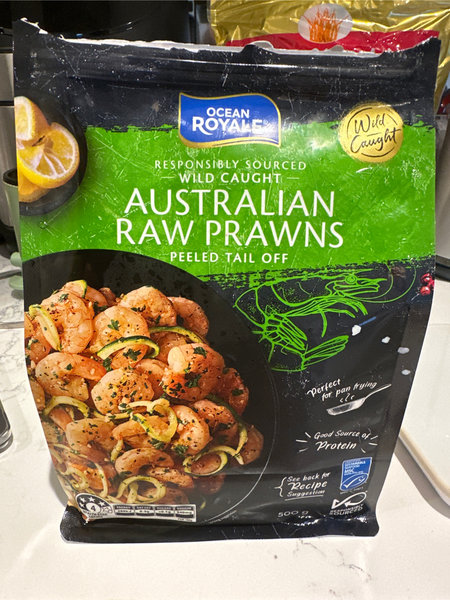 OCEAN
ROYALE
Wild
Caught
RESPONSIBLY SOURCED
WILD CAUGHT
AUSTRALIAN
RAW PRAWNS
PEELED TAIL OFF
Perfect
for pan frying
Good Source of
Protein
See back for
Recipe
Suggestion
4
500 g